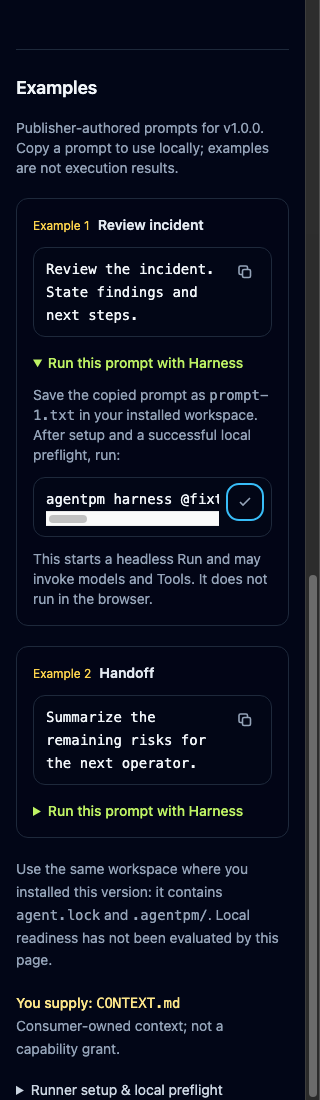 Examples
Publisher-authored prompts for v1.0.0.
Copy a prompt to use locally; examples
are not execution results.
Example 1 Review incident
Review the incident.
State findings and
next steps.
▼ Run this prompt with Harness
Save the copied prompt as prompt-
1.txt in your installed workspace.
After setup and a successful local
preflight, run:
agentpm harness @fixt
This starts a headless Run and may
invoke models and Tools. It does not
run in the browser.
Example 2 Handoff
Summarize the
remaining risks for
the next operator.
▶ Run this prompt with Harness
Use the same workspace where you
installed this version: it contains
agent.lock and .agentpm/. Local
readiness has not been evaluated by this
page.
You supply: CONTEXT.md
Consumer-owned context; not a
capability grant.
▶ Runner setup & local preflight